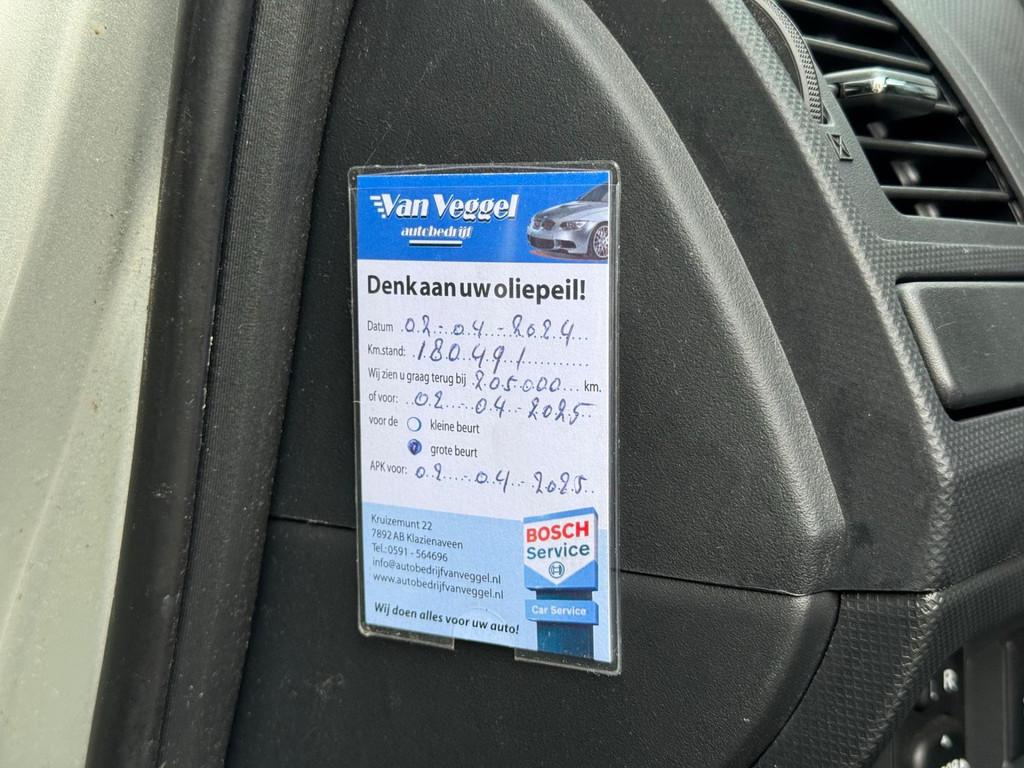 Van Veggel
autobedrijf
Denk aan uw oliepeil!
Datum 02-04-2024
Km.stand: 180491
Wij zien u graag terug bij 205000 km.
of voor: 02-04-2025
voor de kleine beurt
grote beurt
APK voor: 02-04-2025
Kruizemunt 22
7892 AB Klazienaveen
Tel.: 0591 - 564696
info@autobedrijfvanveggel.nl
www.autobedrijfvanveggel.nl
Wij doen alles voor uw auto!
BOSCH
Service
Car Service
R